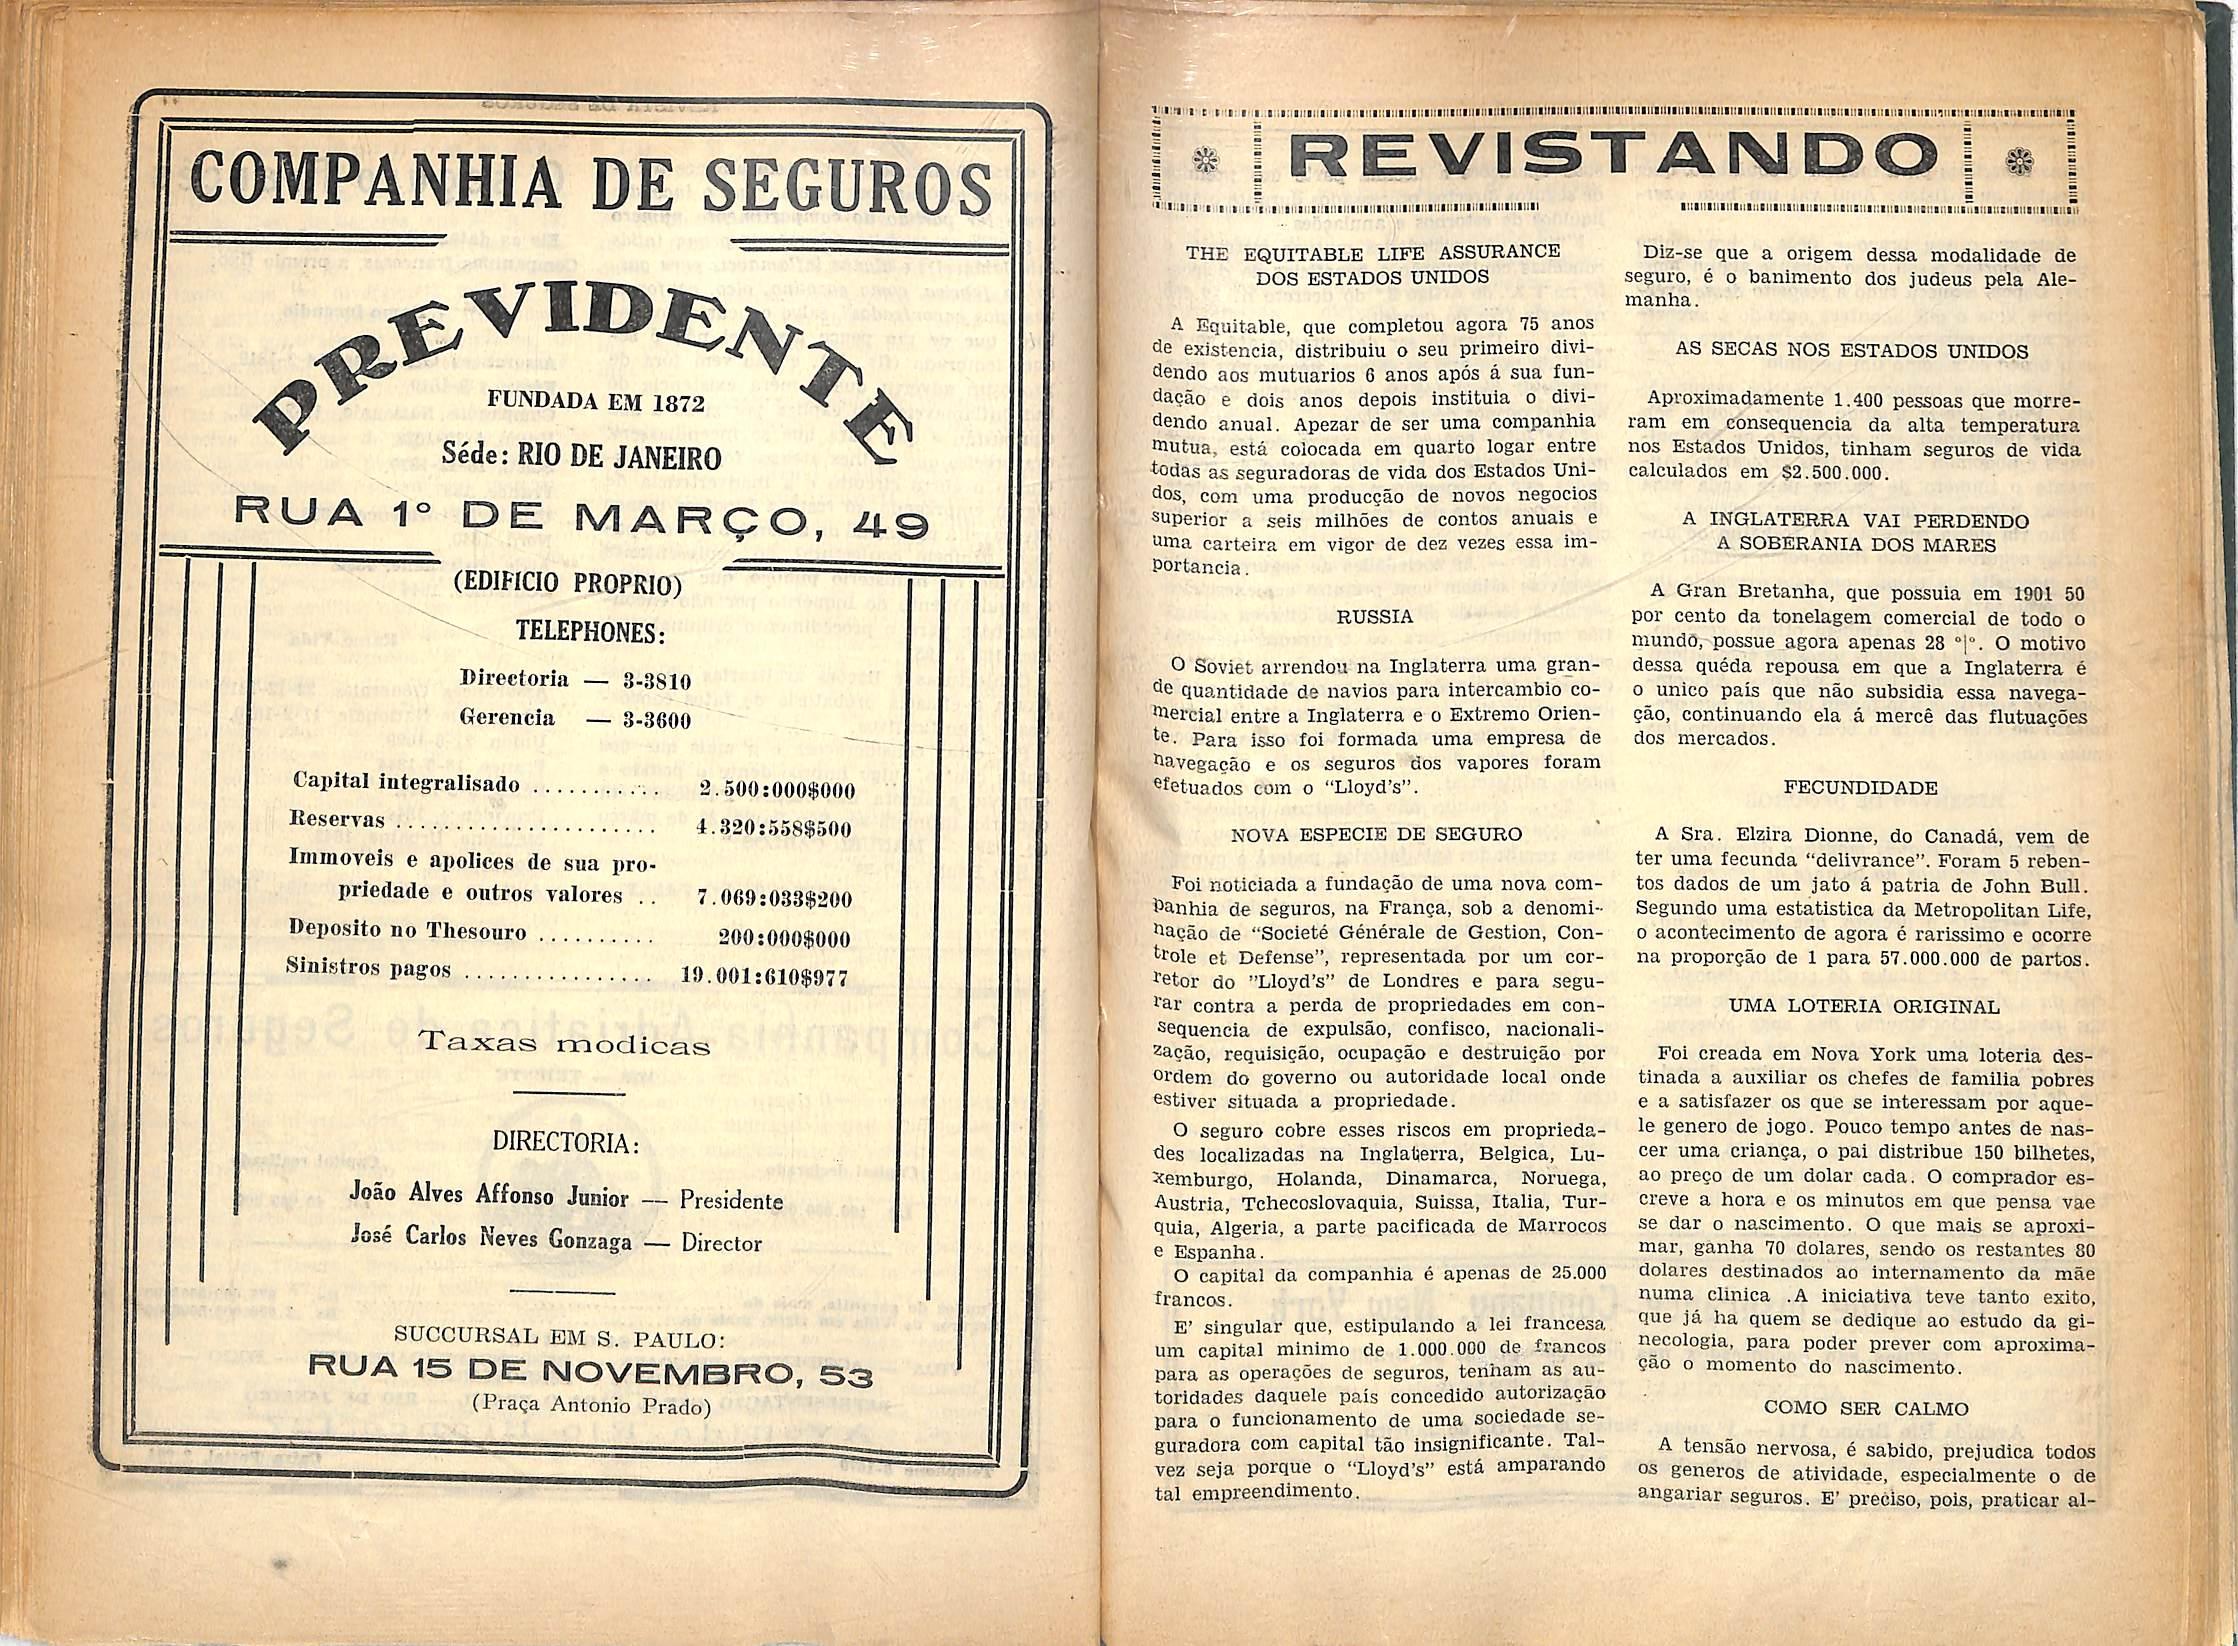 COMPANHIA DE SEGUROS
PREVIDENTE
FUNDADA EM 1872
Séde: RIO DE JANEIRO
RUA 1º DE MARÇO, 49
(EDIFICIO PROPRIO)
TELEPHONES:
Directoria — 3-3810
Gerencia — 3-3600
Capital integralisado ........... 2.500:000$000
Reservas ...................... 4.320:558$500
Immoveis e apolices de sua pro-
priedade e outros valores .. 7.069:033$200
Deposito no Thesouro .......... 200:000$000
Sinistros pagos ................ 19.001:610$977
Taxas modicas
DIRECTORIA:
João Alves Affonso Junior — Presidente
José Carlos Neves Gonzaga — Director
SUCCURSAL EM S. PAULO:
RUA 15 DE NOVEMBRO, 53
(Praça Antonio Prado)
REVISTANDO
THE EQUITABLE LIFE ASSURANCE
DOS ESTADOS UNIDOS
A Equitable, que completou agora 75 anos
de existencia, distribuiu o seu primeiro divi-
dendo aos mutuarios 6 anos após á sua fun-
dação e dois anos depois instituia o divi-
dendo anual. Apezar de ser uma companhia
mutua, está colocada em quarto logar entre
todas as seguradoras de vida dos Estados Uni-
dos, com uma producção de novos negocios
superior a seis milhões de contos anuais e
uma carteira em vigor de dez vezes essa im-
portancia.
RUSSIA
O Soviet arrendou na Inglaterra uma gran-
de quantidade de navios para intercambio co-
mercial entre a Inglaterra e o Extremo Orien-
te. Para isso foi formada uma empresa de
navegação e os seguros dos vapores foram
efetuados com o "Lloyd's".
NOVA ESPECIE DE SEGURO
Foi noticiada a fundação de uma nova com-
panhia de seguros, na França, sob a denomi-
nação de "Societé Générale de Gestion, Con-
trole et Defense", representada por um cor-
retor do "Lloyd's" de Londres e para segu-
rar contra a perda de propriedades em con-
sequencia de expulsão, confisco, nacionali-
zação, requisição, ocupação e destruição por
ordem do governo ou autoridade local onde
estiver situada a propriedade.
O seguro cobre esses riscos em proprieda-
des localizadas na Inglaterra, Belgica, Lu-
xemburgo, Holanda, Dinamarca, Noruega,
Austria, Tchecoslovaquia, Suissa, Italia, Tur-
quia, Algeria, a parte pacificada de Marrocos
e Espanha.
O capital da companhia é apenas de 25.000
francos.
E' singular que, estipulando a lei francesa
um capital minimo de 1.000.000 de francos
para as operações de seguros, tenham as au-
toridades daquele país concedido autorização
para o funcionamento de uma sociedade se-
guradora com capital tão insignificante. Tal-
vez seja porque o "Lloyd's" está amparando
tal empreendimento.
Diz-se que a origem dessa modalidade de
seguro, é o banimento dos judeus pela Ale-
manha.
AS SECAS NOS ESTADOS UNIDOS
Aproximadamente 1.400 pessoas que morre-
ram em consequencia da alta temperatura
nos Estados Unidos, tinham seguros de vida
calculados em $2.500.000.
A INGLATERRA VAI PERDENDO
A SOBERANIA DOS MARES
A Gran Bretanha, que possuia em 1901 50
por cento da tonelagem comercial de todo o
mundo, possue agora apenas 28 º|º. O motivo
dessa quéda repousa em que a Inglaterra é
o unico país que não subsidia essa navega-
ção, continuando ela á mercê das flutuações
dos mercados.
FECUNDIDADE
A Sra. Elzira Dionne, do Canadá, vem de
ter uma fecunda "delivrance". Foram 5 reben-
tos dados de um jato á patria de John Bull.
Segundo uma estatistica da Metropolitan Life,
o acontecimento de agora é rarissimo e ocorre
na proporção de 1 para 57.000.000 de partos.
UMA LOTERIA ORIGINAL
Foi creada em Nova York uma loteria des-
tinada a auxiliar os chefes de familia pobres
e a satisfazer os que se interessam por aque-
le genero de jogo. Pouco tempo antes de nas-
cer uma criança, o pai distribue 150 bilhetes,
ao preço de um dolar cada. O comprador es-
creve a hora e os minutos em que pensa vae
se dar o nascimento. O que mais se aproxi-
mar, ganha 70 dolares, sendo os restantes 80
dolares destinados ao internamento da mãe
numa clinica .A iniciativa teve tanto exito,
que já ha quem se dedique ao estudo da gi-
necologia, para poder prever com aproxima-
ção o momento do nascimento.
COMO SER CALMO
A tensão nervosa, é sabido, prejudica todos
os generos de atividade, especialmente o de
angariar seguros. E' preciso, pois, praticar al-